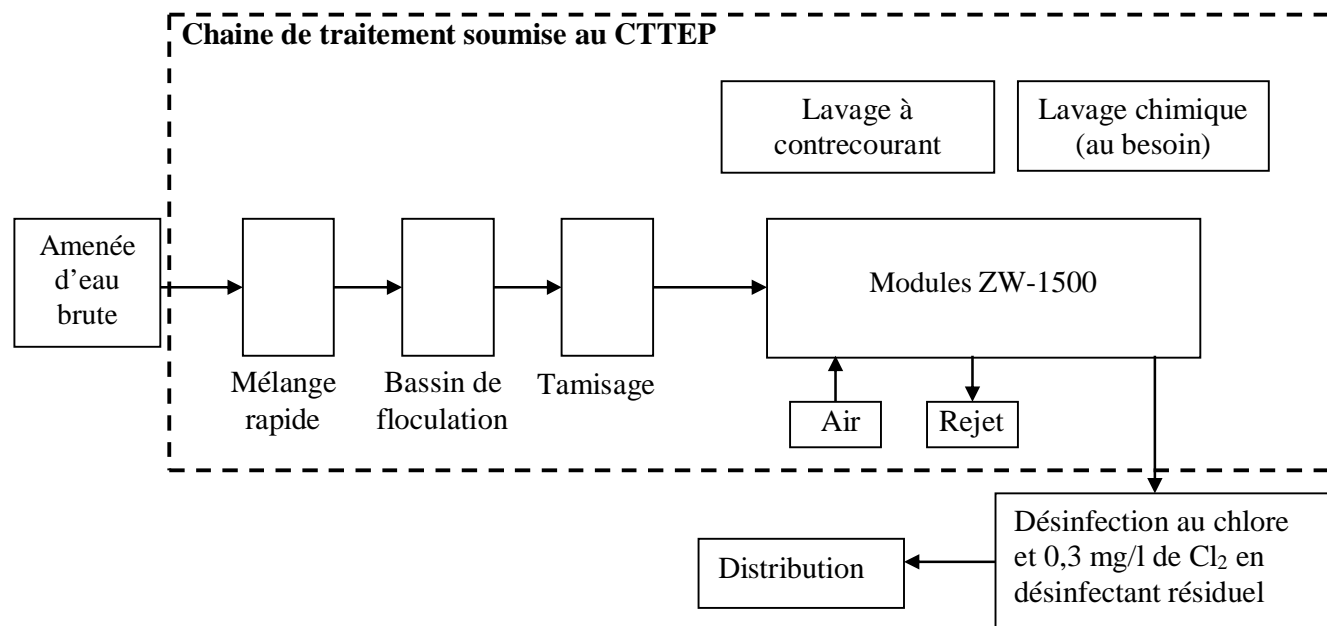 Chaine de traitement soumise au CTTEP
Lavage à
contrecourant
Lavage chimique
(au besoin)
Amenée
d’eau
brute
Modules ZW-1500
Mélange
rapide
Bassin de
floculation
Tamisage
Air
Rejet
Désinfection au chlore
et 0,3 mg/l de Cl₂ en
désinfectant résiduel
Distribution